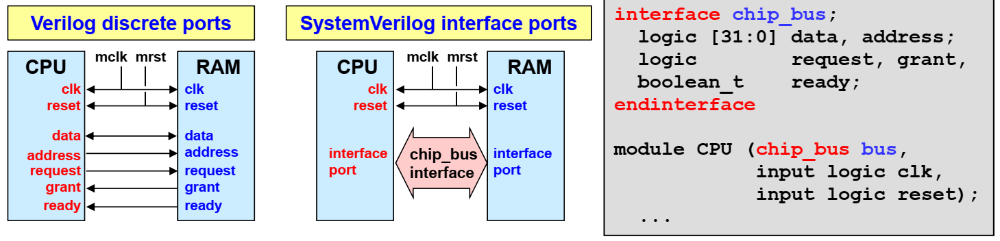 Verilog discrete ports
CPU
mclk mrst
RAM
clk
clk
reset
reset
data
data
address
address
request
request
grant
grant
ready
ready
SystemVerilog interface ports
CPU
mclk mrst
RAM
clk
clk
reset
reset
interface
port
chip_bus
interface
interface
port
interface chip_bus;
  logic [31:0] data, address;
  logic        request, grant,
  boolean_t    ready;
endinterface
module CPU (chip_bus bus,
            input logic clk,
            input logic reset);
  ...